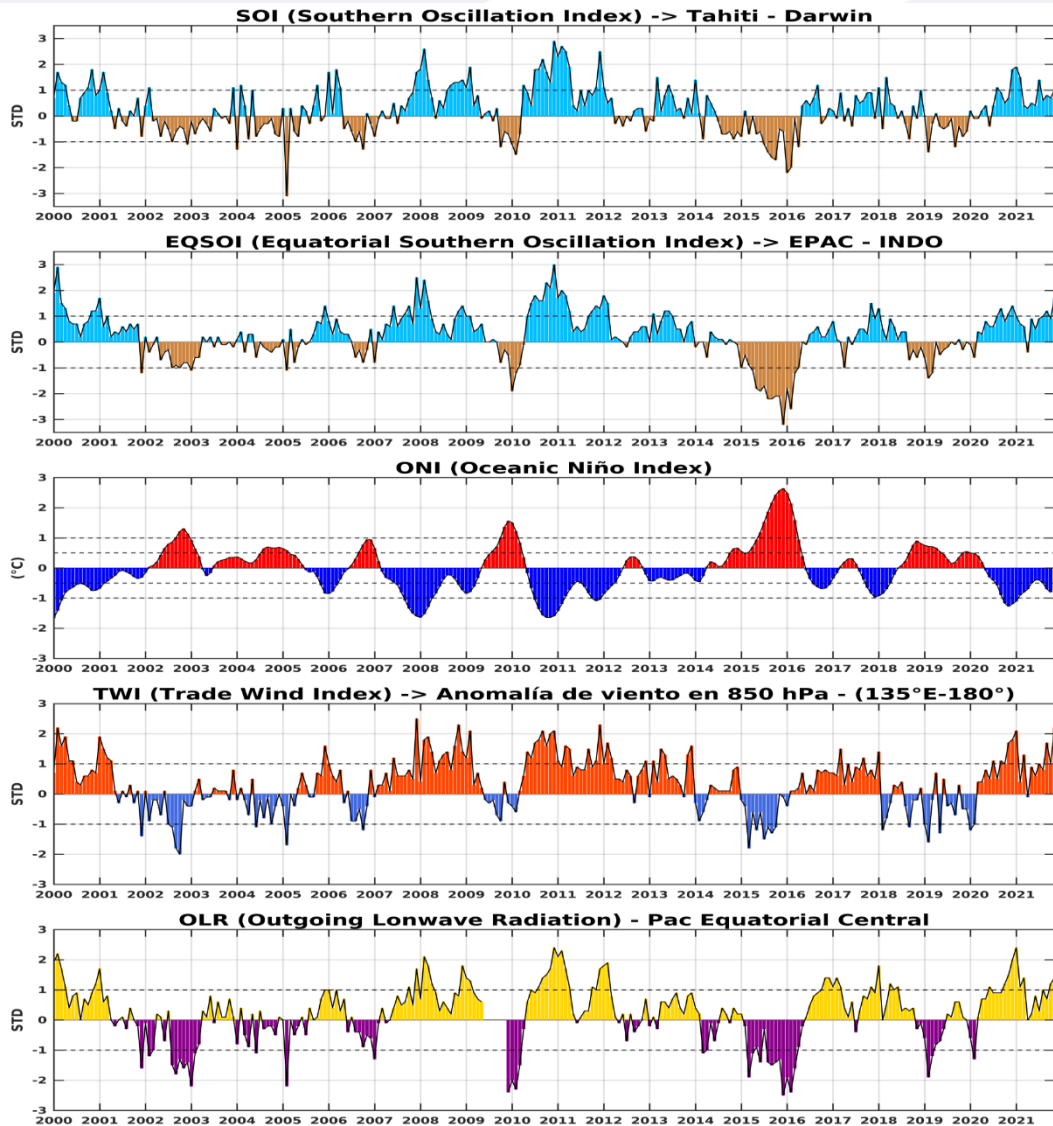 SOI (Southern Oscillation Index) -> Tahiti - Darwin
3
2
1
0
-1
-2
-3
STD
2000 2001 2002 2003 2004 2005 2006 2007 2008 2009 2010 2011 2012 2013 2014 2015 2016 2017 2018 2019 2020 2021
EQSOI (Equatorial Southern Oscillation Index) -> EPAC - INDO
3
2
1
0
-1
-2
-3
STD
2000 2001 2002 2003 2004 2005 2006 2007 2008 2009 2010 2011 2012 2013 2014 2015 2016 2017 2018 2019 2020 2021
ONI (Oceanic Niño Index)
3
2
1
0
-1
-2
-3
(°C)
2000 2001 2002 2003 2004 2005 2006 2007 2008 2009 2010 2011 2012 2013 2014 2015 2016 2017 2018 2019 2020 2021
TWI (Trade Wind Index) -> Anomalía de viento en 850 hPa - (135°E-180°)
3
2
1
0
-1
-2
-3
STD
2000 2001 2002 2003 2004 2005 2006 2007 2008 2009 2010 2011 2012 2013 2014 2015 2016 2017 2018 2019 2020 2021
OLR (Outgoing Lonwave Radiation) - Pac Equatorial Central
3
2
1
0
-1
-2
-3
STD
2000 2001 2002 2003 2004 2005 2006 2007 2008 2009 2010 2011 2012 2013 2014 2015 2016 2017 2018 2019 2020 2021